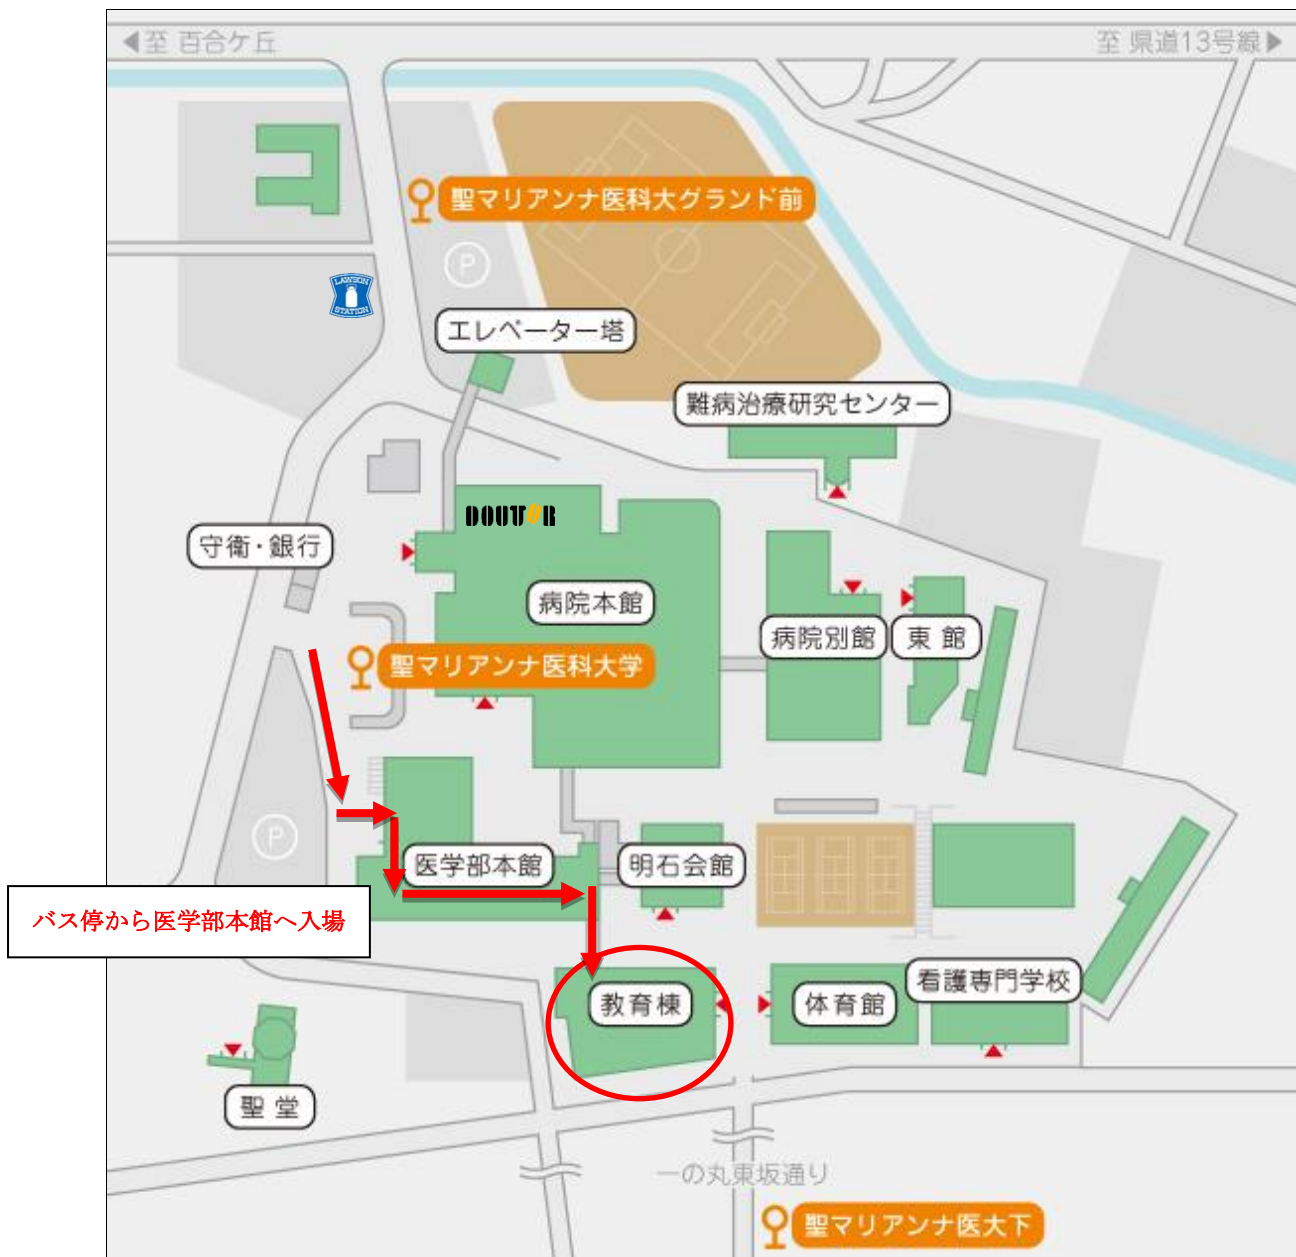 ◀至 百合ケ丘
至 県道13号線▶
聖マリアンナ医科大グランド前
P
LAWSON
STATION
エレベーター塔
難病治療研究センター
DOUTOR
守衛・銀行
病院本館
病院別館
東 館
聖マリアンナ医科大学
P
医学部本館
明石会館
バス停から医学部本館へ入場
看護専門学校
教育棟
体育館
聖 堂
一の丸東坂通り
聖マリアンナ医大下